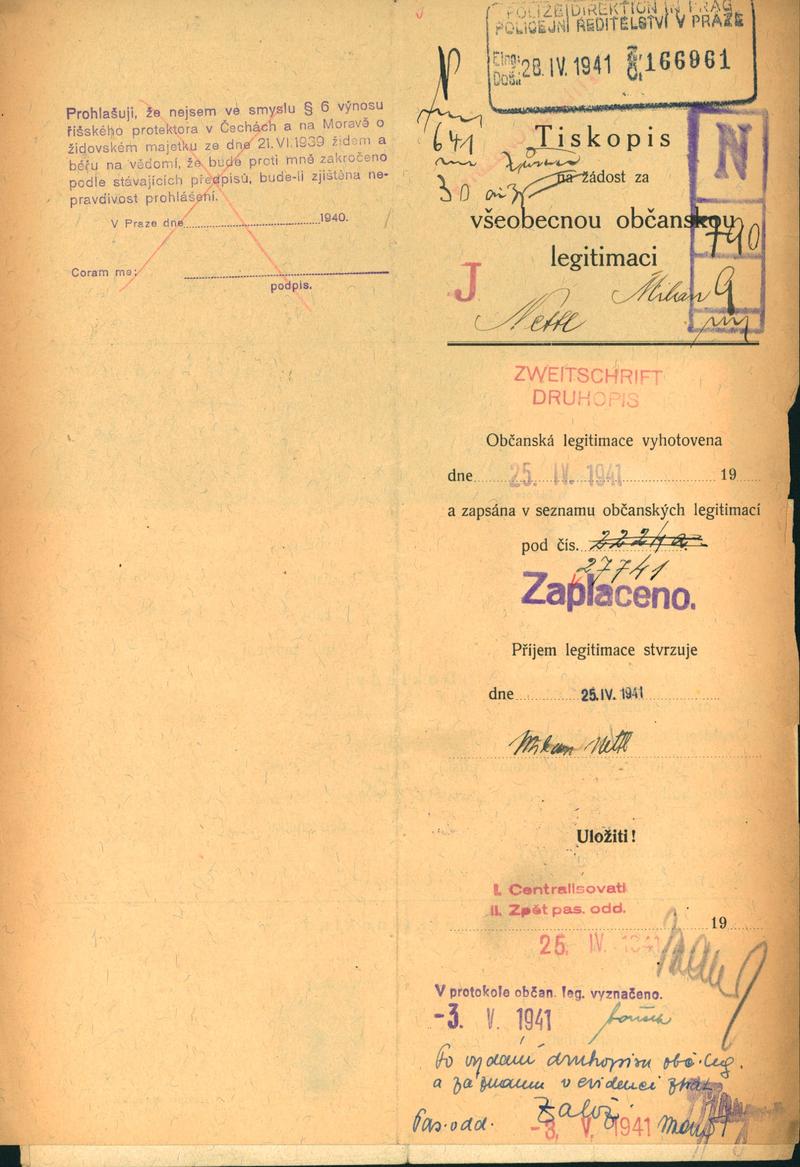 Prohlašuji, že nejsem ve smyslu § 6 výnosu
říšského protektora v Čechách a na Moravě o
židovském majetku ze dne 21.VI.1939 židem a
béřu na vědomí, že bude proti mně zakročeno
podle stávajících předpisů, bude-li zjištěna ne-
pravdivost prohlášení.
V Praze dne 1940.
Coram me:
podpis.
POLIZEIDIREKTION IN PRAG
POLICEJNÍ ŘEDITELSTVÍ V PRAZE
Eing:
Došl: 28. IV. 1941 166961
N
641
30
Tiskopis
na žádost za
všeobecnou občanskou
legitimaci
N
790
9
J
Nettl Milan
ZWEITSCHRIFT
DRUHOPIS
Občanská legitimace vyhotovena
dne 25. IV. 1941 19
a zapsána v seznamu občanských legitimací
pod čís.
27741
Zaplaceno.
Příjem legitimace stvrzuje
dne 25.IV.1941
Milan Nettl
Uložiti!
I. Centralisovati
II. Zpět pas. odd.
19
25. IV. 1941
V protokole občan. leg. vyznačeno.
-3. V. 1941
Po vydání druhopisu obč. leg.
a záznamu v evidenci ztrát
Založ
Pas. odd. -3. V. 1941